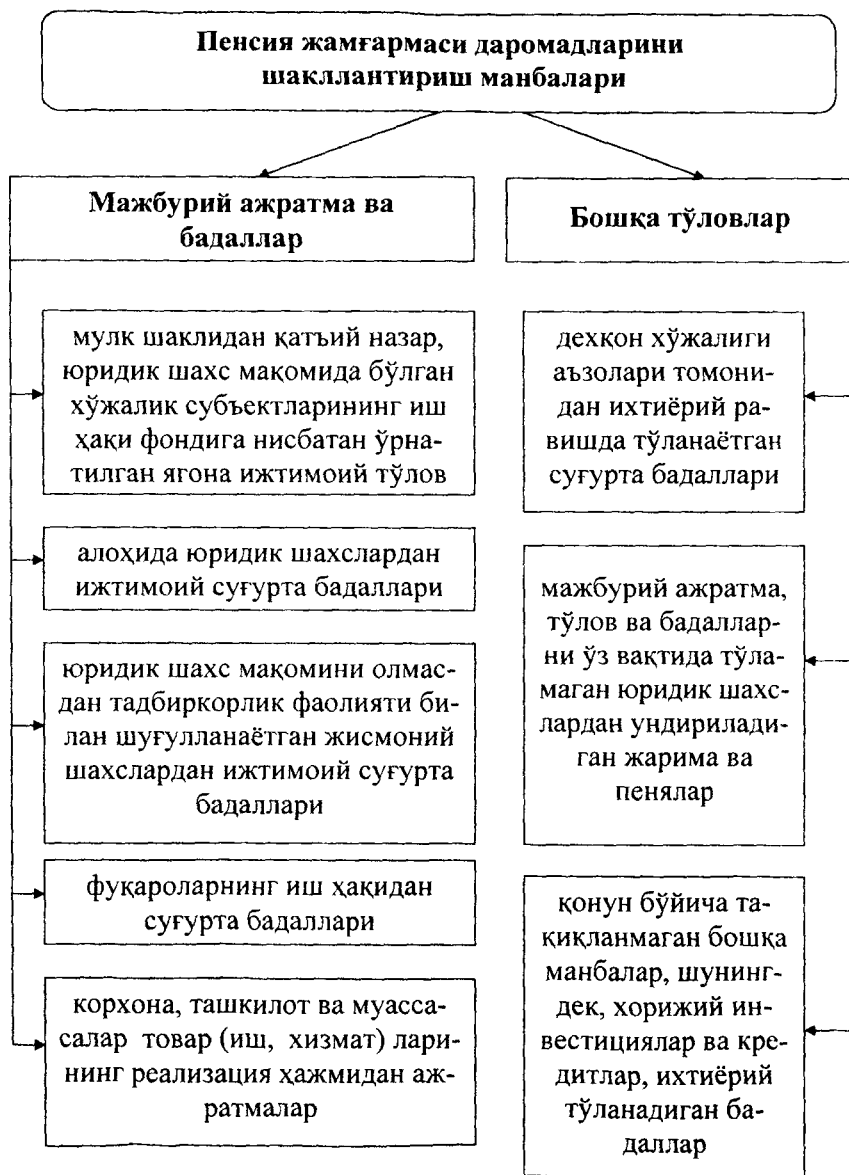 Пенсия жамғармаси даромадларини
шакллантириш манбалари
Мажбурий ажратма ва
бадаллар
мулк шаклидан қатъий назар,
юридик шахс мақомида бўлган
хўжалик субъектларининг иш
ҳақи фондига нисбатан ўрна-
тилган ягона ижтимоий тўлов
алоҳида юридик шахслардан
ижтимоий суғурта бадаллари
юридик шахс мақомини олмас-
дан тадбиркорлик фаолияти би-
лан шуғулланаётган жисмоний
шахслардан ижтимоий суғурта
бадаллари
фуқароларнинг иш ҳақидан
суғурта бадаллари
корхона, ташкилот ва муасса-
салар товар (иш, хизмат) лари-
нинг реализация ҳажмидан аж-
ратмалар
Бошқа тўловлар
дехқон хўжалиги
аъзолари томони-
дан ихтиёрий ра-
вишда тўланаётган
суғурта бадаллари
мажбурий ажратма,
тўлов ва бадаллар-
ни ўз вақтида тўла-
маган юридик шахс-
лардан ундирилади-
ган жарима ва
пенялар
қонун бўйича та-
қиқланмаган бошқа
манбалар, шунинг-
дек, хорижий ин-
вестициялар ва кре-
дитлар, ихтиёрий
тўланадиган ба-
даллар